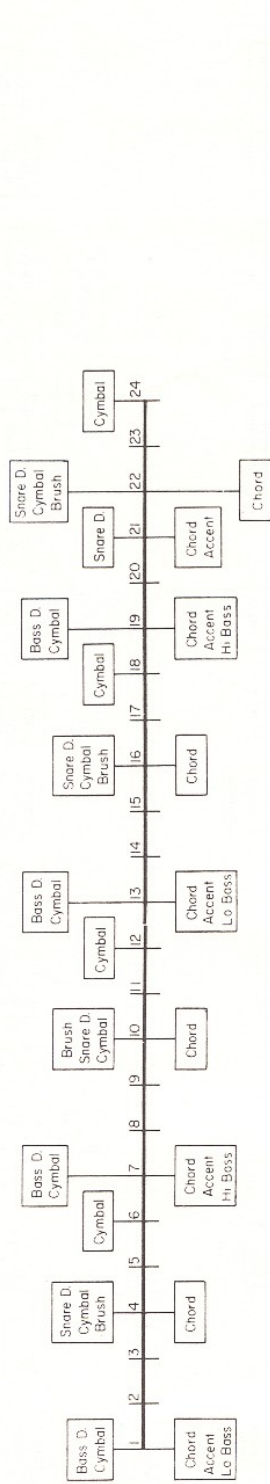 Bass D.
Cymbal
Snare D.
Cymbal
Brush
Cymbal
Bass D.
Cymbal
Brush
Snare D.
Cymbal
Cymbal
Bass D.
Cymbal
Snare D.
Cymbal
Brush
Cymbal
Bass D.
Cymbal
Snare D.
Snare D.
Cymbal
Brush
Cymbal
1 2 3 4 5 6 7 8 9 10 11 12 13 14 15 16 17 18 19 20 21 22 23 24
Chord
Accent
Lo Bass
Chord
Chord
Accent
Hi Bass
Chord
Chord
Accent
Lo Bass
Chord
Chord
Accent
Hi Bass
Chord
Accent
Chord